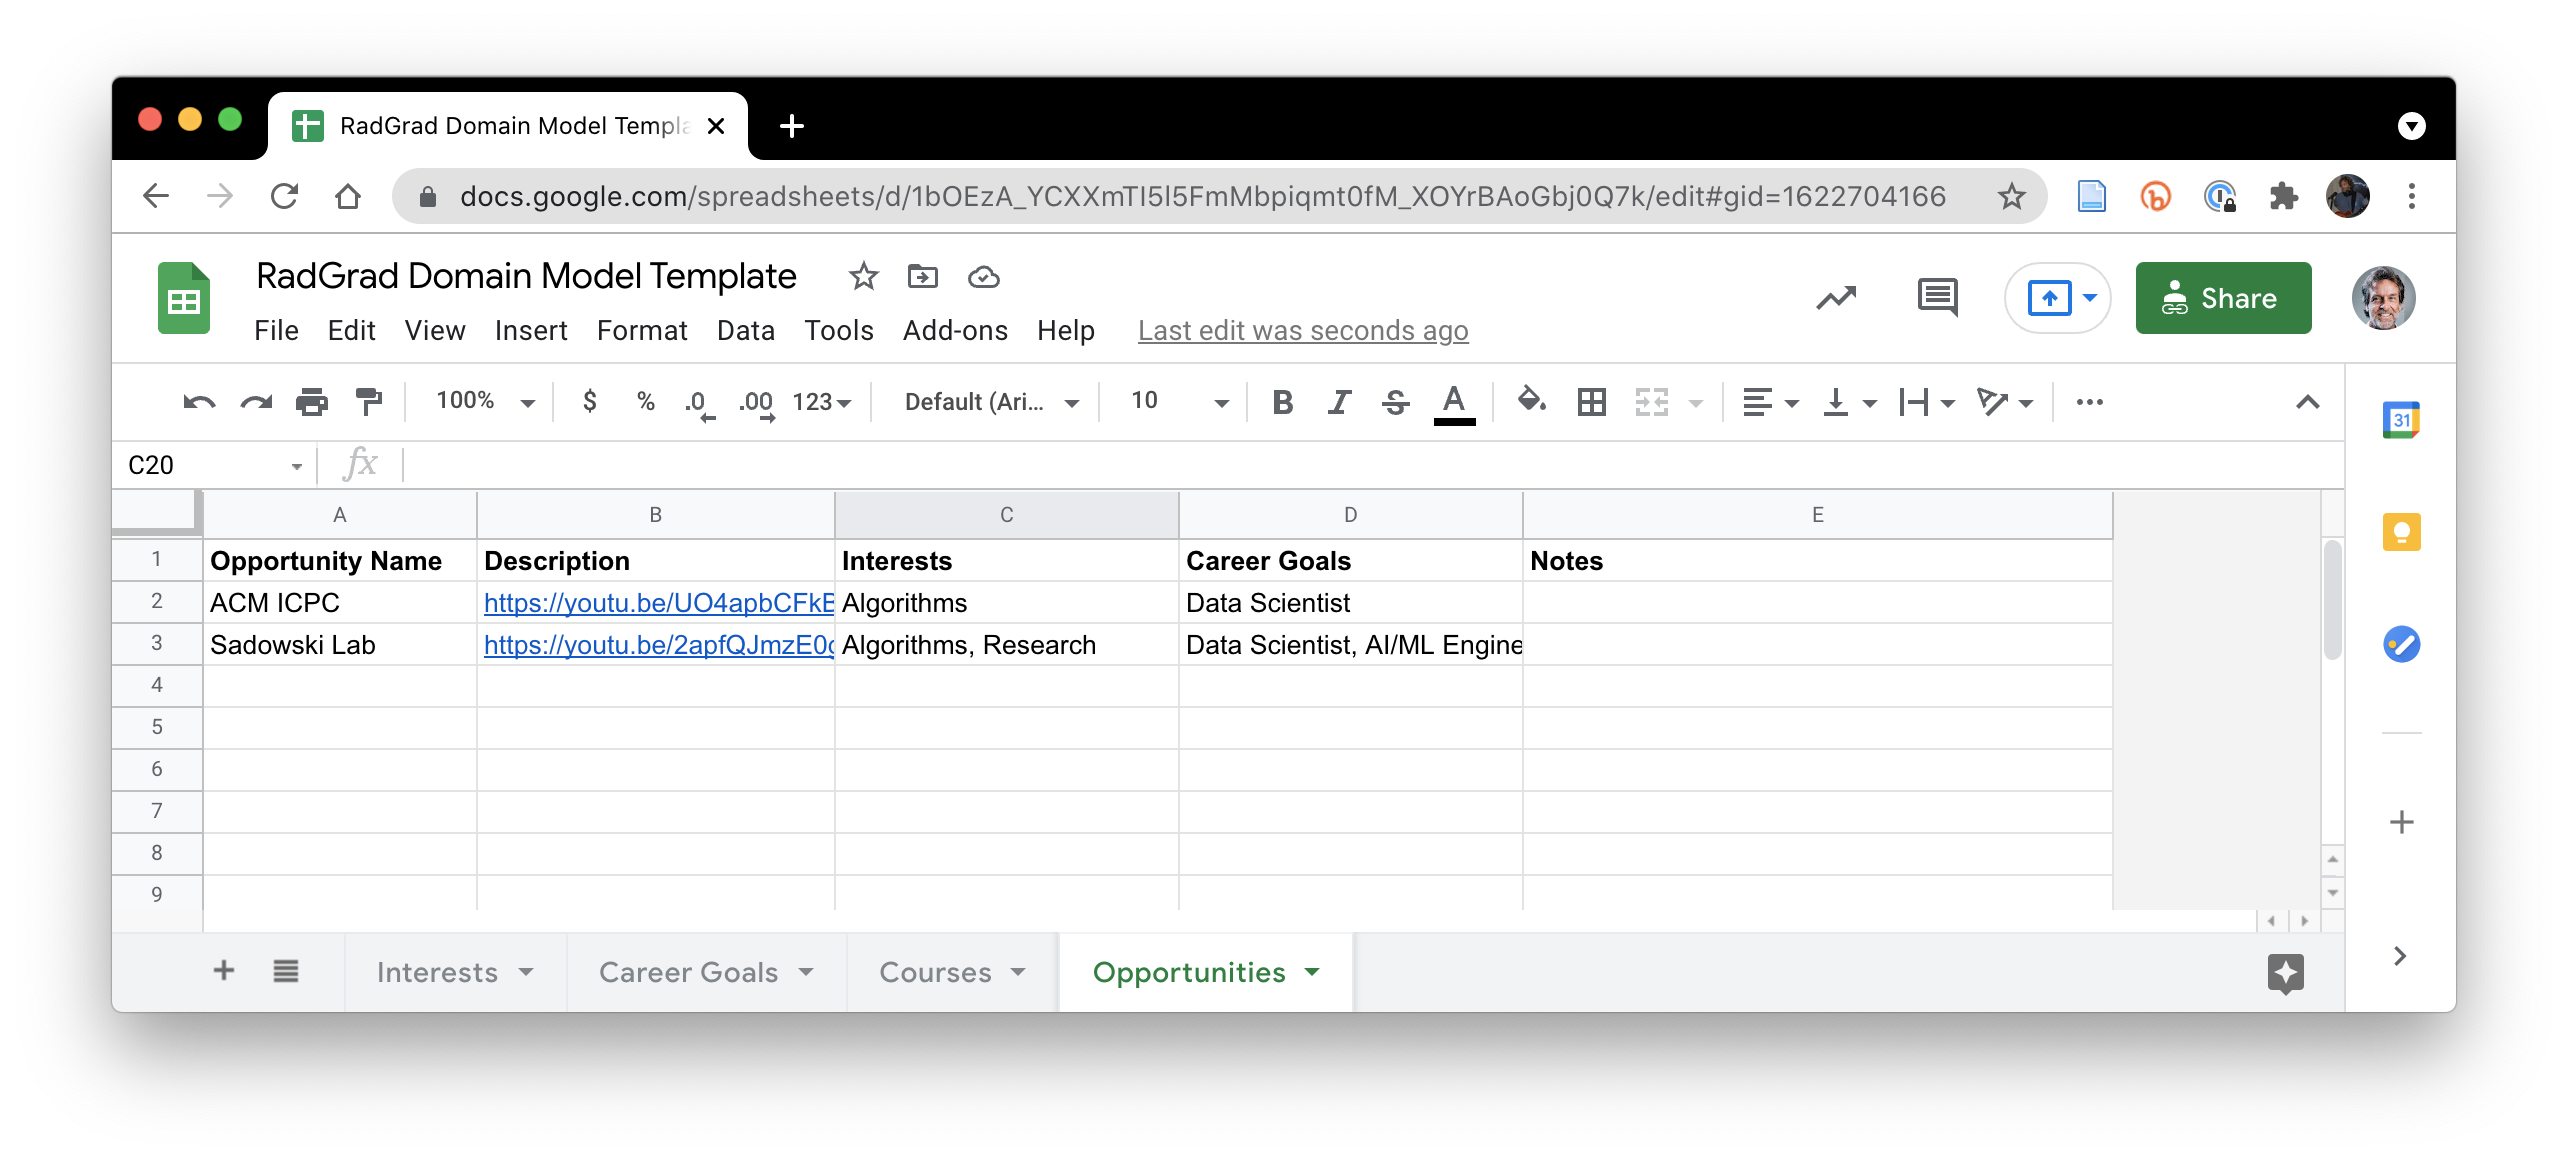 RadGrad Domain Model Templa
docs.google.com/spreadsheets/d/1bOEzA_YCXXmTI5l5FmMbpiqmt0fM_XOYrBAoGbj0Q7k/edit#gid=1622704166
RadGrad Domain Model Template
File Edit View Insert Format Data Tools Add-ons Help Last edit was seconds ago
Share
100% $ % .0 .00 123 Default (Ari... 10 B I S A
31
C20 fx
A B C D E
1 Opportunity Name Description Interests Career Goals Notes
2 ACM ICPC https://youtu.be/UO4apbCFkB Algorithms Data Scientist
3 Sadowski Lab https://youtu.be/2apfQJmzE0g Algorithms, Research Data Scientist, AI/ML Engine
4
5
6
7
8
9
Interests Career Goals Courses Opportunities